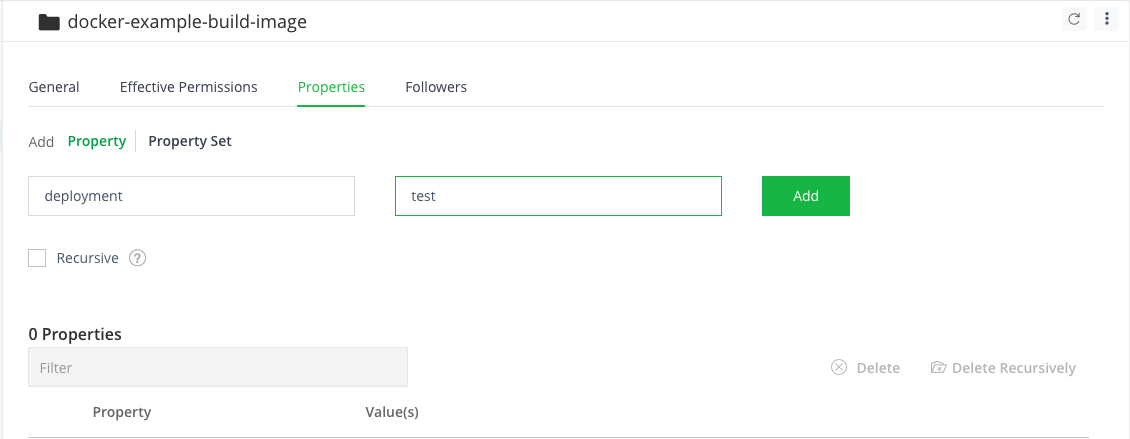 docker-example-build-image
General Effective Permissions Properties Followers
Add Property Property Set
deployment test Add
Recursive ?
0 Properties
Filter Delete Delete Recursively
Property Value(s)